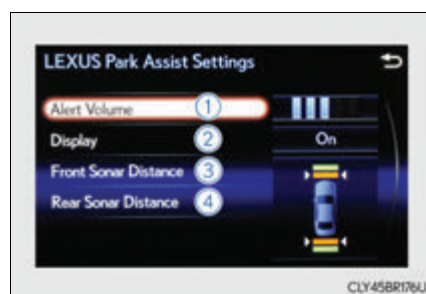 LEXUS Park Assist Settings
Alert Volume 1
Display 2 On
Front Sonar Distance 3
Rear Sonar Distance 4
CLY45BR176U